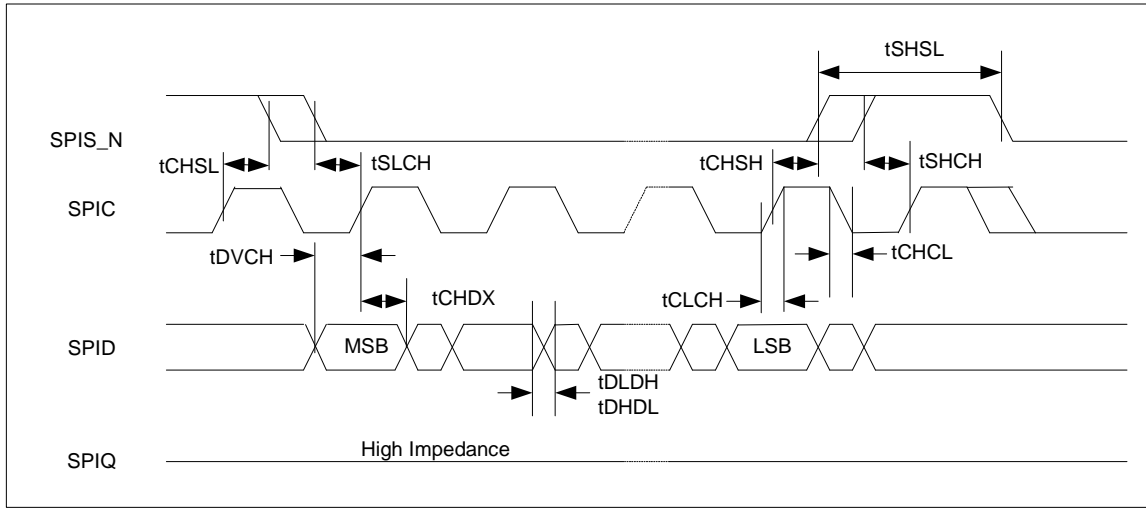 tSHSL
SPIS_N
tCHSL
tSLCH
tCHSH
tSHCH
SPIC
tDVCH
tCHCL
tCHDX
tCLCH
SPID
MSB
LSB
tDLDH
tDHDL
High Impedance
SPIQ